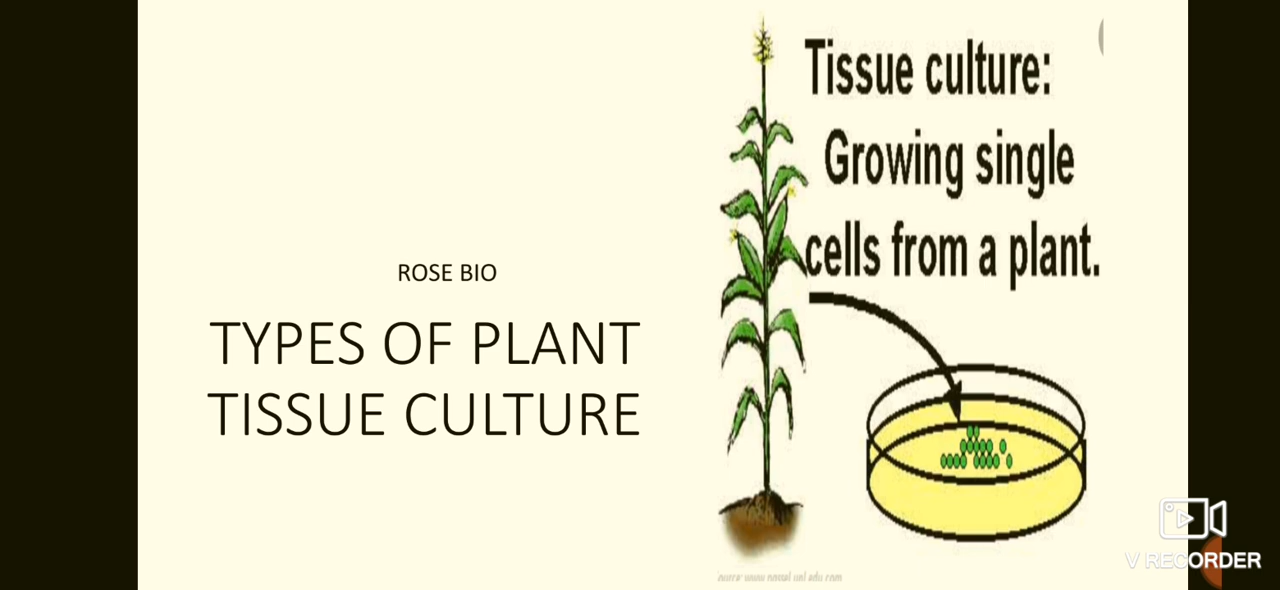 ROSE BIO
TYPES OF PLANT
TISSUE CULTURE
Tissue culture:
Growing single
cells from a plant.
V RECORDER